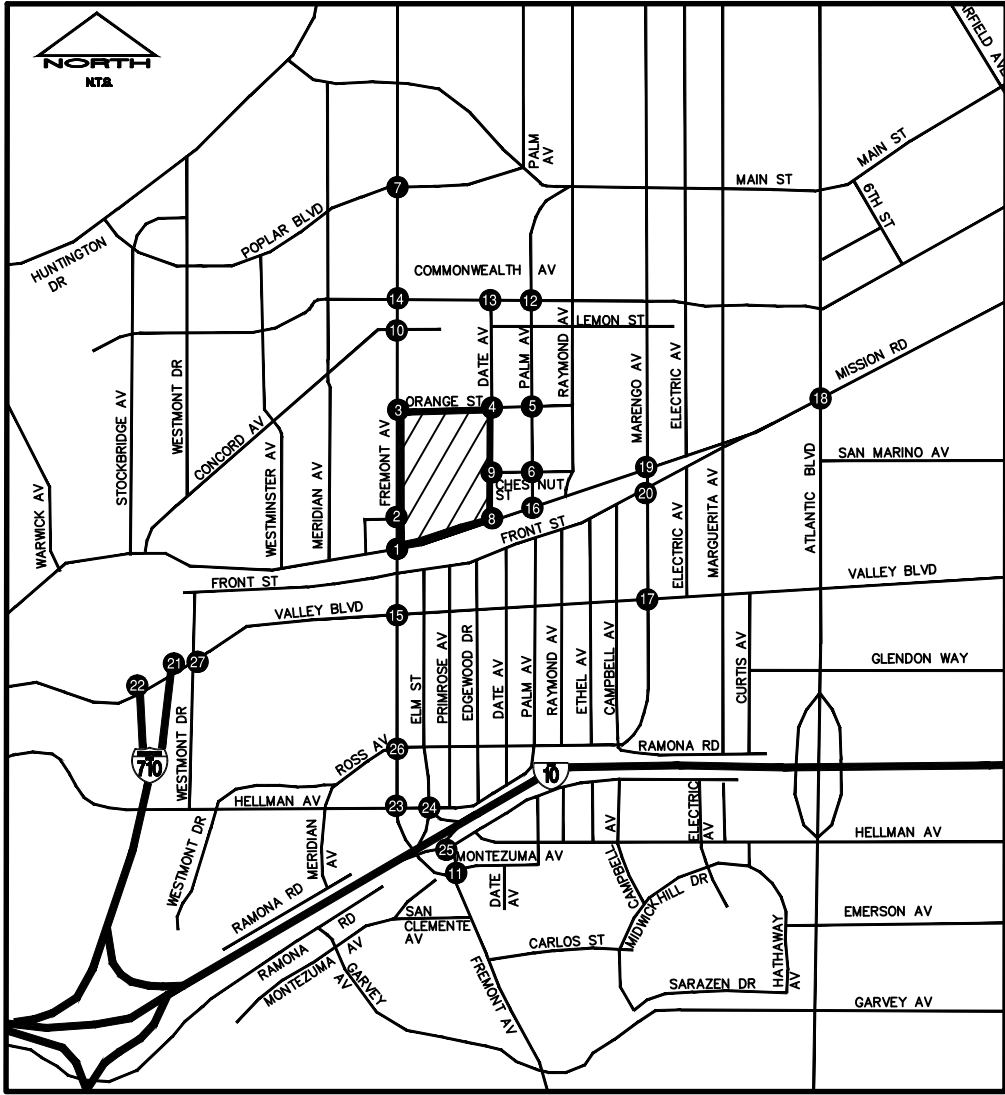 NORTH
N.T.S.
PALM
AV
MAIN ST
MAIN ST
6TH ST
7
POPLAR BLVD
HUNTINGTON
DR
COMMONWEALTH AV
14
13
12
10
LEMON ST
DATE AV
PALM AV
RAYMOND AV
MARENGO AV
ELECTRIC AV
MISSION RD
STOCKBRIDGE AV
WESTMONT DR
CONCORD AV
WESTMINSTER AV
MERIDIAN AV
FREMONT AV
ORANGE ST
3
4
5
18
SAN MARINO AV
ATLANTIC BLVD
WARWICK AV
9
6
CHESTNUT
ST
19
20
2
8
16
1
FRONT ST
FRONT ST
ELECTRIC AV
MARGUERITA AV
VALLEY BLVD
VALLEY BLVD
15
17
21
27
22
710
WESTMONT DR
ELM ST
PRIMROSE AV
EDGEWOOD DR
DATE AV
PALM AV
RAYMOND AV
ETHEL AV
CAMPBELL AV
CURTIS AV
GLENDON WAY
ROSS AV
26
RAMONA RD
10
HELLMAN AV
23
24
WESTMONT DR
MERIDIAN
AV
25
MONTEZUMA AV
11
DATE
AV
CAMPBELL AV
ELECTRIC
AV
HELLMAN AV
RAMONA RD
RAMONA RD
MONTEZUMA AV
SAN
CLEMENTE
AV
GARVEY
AV
FREMONT AV
CARLOS ST
MIDWICKHILL DR
HATHAWAY
AV
EMERSON AV
SARAZEN DR
GARVEY AV